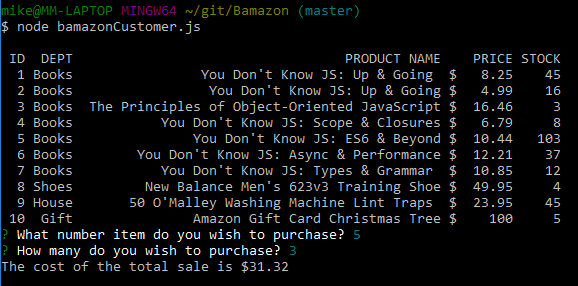 mike@MM-LAPTOP MINGW64 ~/git/Bamazon (master)
$ node bamazonCustomer.js
ID DEPT PRODUCT NAME PRICE STOCK
1 Books You Don't Know JS: Up & Going $ 8.25 45
2 Books You Don't Know JS: Up & Going $ 4.99 16
3 Books The Principles of Object-Oriented JavaScript $ 16.46 3
4 Books You Don't Know JS: Scope & Closures $ 6.79 8
5 Books You Don't Know JS: ES6 & Beyond $ 10.44 103
6 Books You Don't Know JS: Async & Performance $ 12.21 37
7 Books You Don't Know JS: Types & Grammar $ 10.85 12
8 Shoes New Balance Men's 623v3 Training Shoe $ 49.95 4
9 House 50 O'Malley Washing Machine Lint Traps $ 23.95 45
10 Gift Amazon Gift Card Christmas Tree $ 100 5
? What number item do you wish to purchase? 5
? How many do you wish to purchase? 3
The cost of the total sale is $31.32